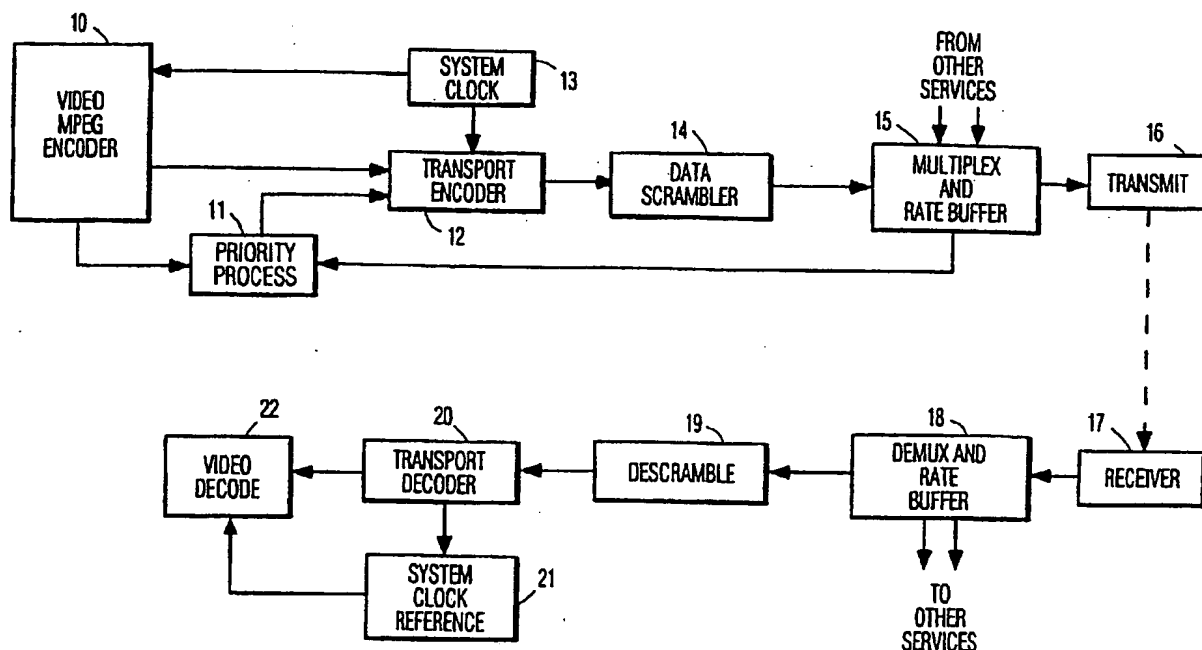 10
VIDEO
MPEG
ENCODER
SYSTEM
CLOCK
13
TRANSPORT
ENCODER
12
11
PRIORITY
PROCESS
14
DATA
SCRAMBLER
FROM
OTHER
SERVICES
15
MULTIPLEX
AND
RATE BUFFER
16
TRANSMIT
22
VIDEO
DECODE
20
TRANSPORT
DECODER
SYSTEM
CLOCK
REFERENCE
21
19
DESCRAMBLE
18
DEMUX AND
RATE
BUFFER
TO
OTHER
SERVICES
17
RECEIVER